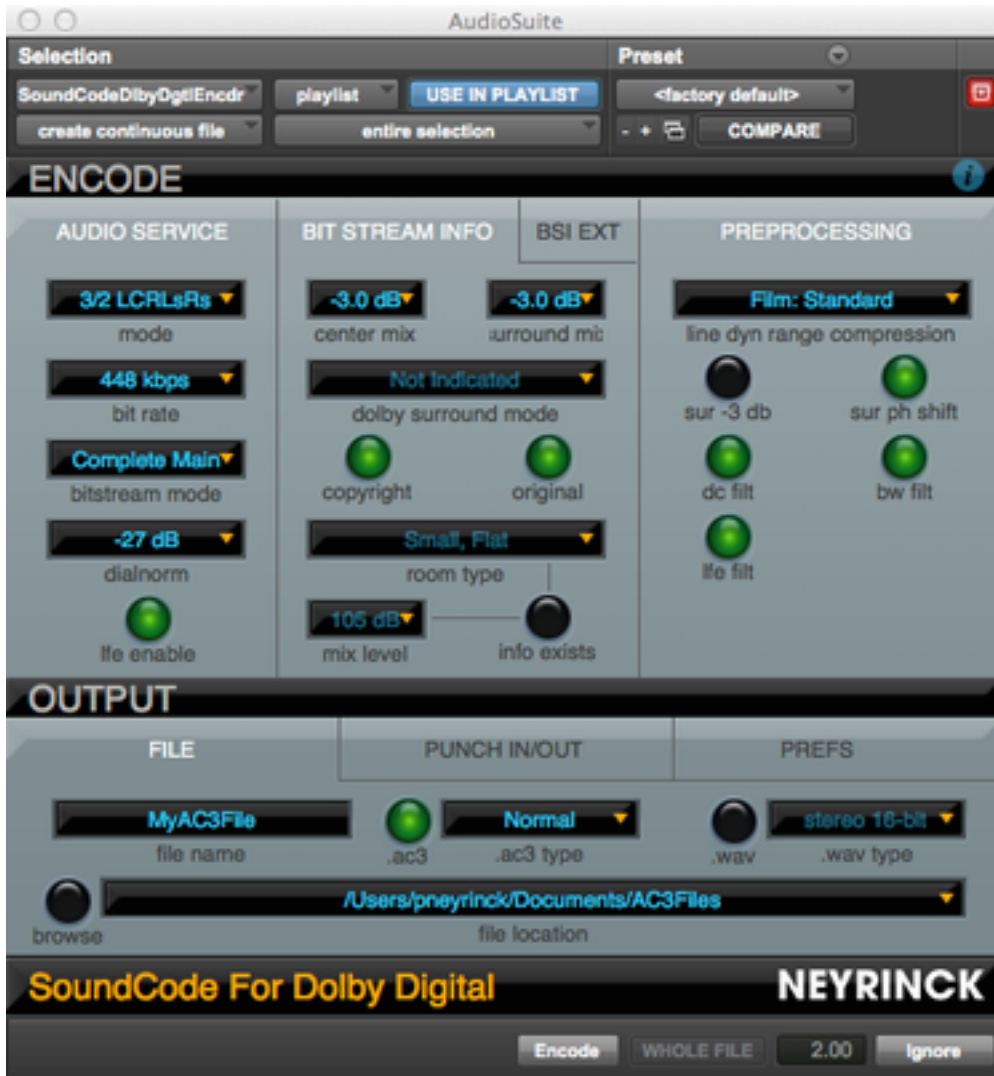 AudioSuite
Selection
Preset
SoundCodeDlbyDgtlEncdr
playlist
USE IN PLAYLIST
<factory default>
create continuous file
entire selection
- +
COMPARE
ENCODE
i
AUDIO SERVICE
BIT STREAM INFO
BSI EXT
PREPROCESSING
3/2 LCRLsRs
mode
-3.0 dB
center mix
-3.0 dB
surround mix
Film: Standard
line dyn range compression
448 kbps
bit rate
Not Indicated
dolby surround mode
sur -3 db
sur ph shift
Complete Main
bitstream mode
copyright
original
dc filt
bw filt
-27 dB
dialnorm
Small, Flat
room type
lfe filt
lfe enable
105 dB
mix level
info exists
OUTPUT
FILE
PUNCH IN/OUT
PREFS
MyAC3File
file name
.ac3
Normal
.ac3 type
.wav
stereo 16-bit
.wav type
browse
/Users/pneyrinck/Documents/AC3Files
file location
SoundCode For Dolby Digital
NEYRINCK
Encode
WHOLE FILE
2.00
Ignore